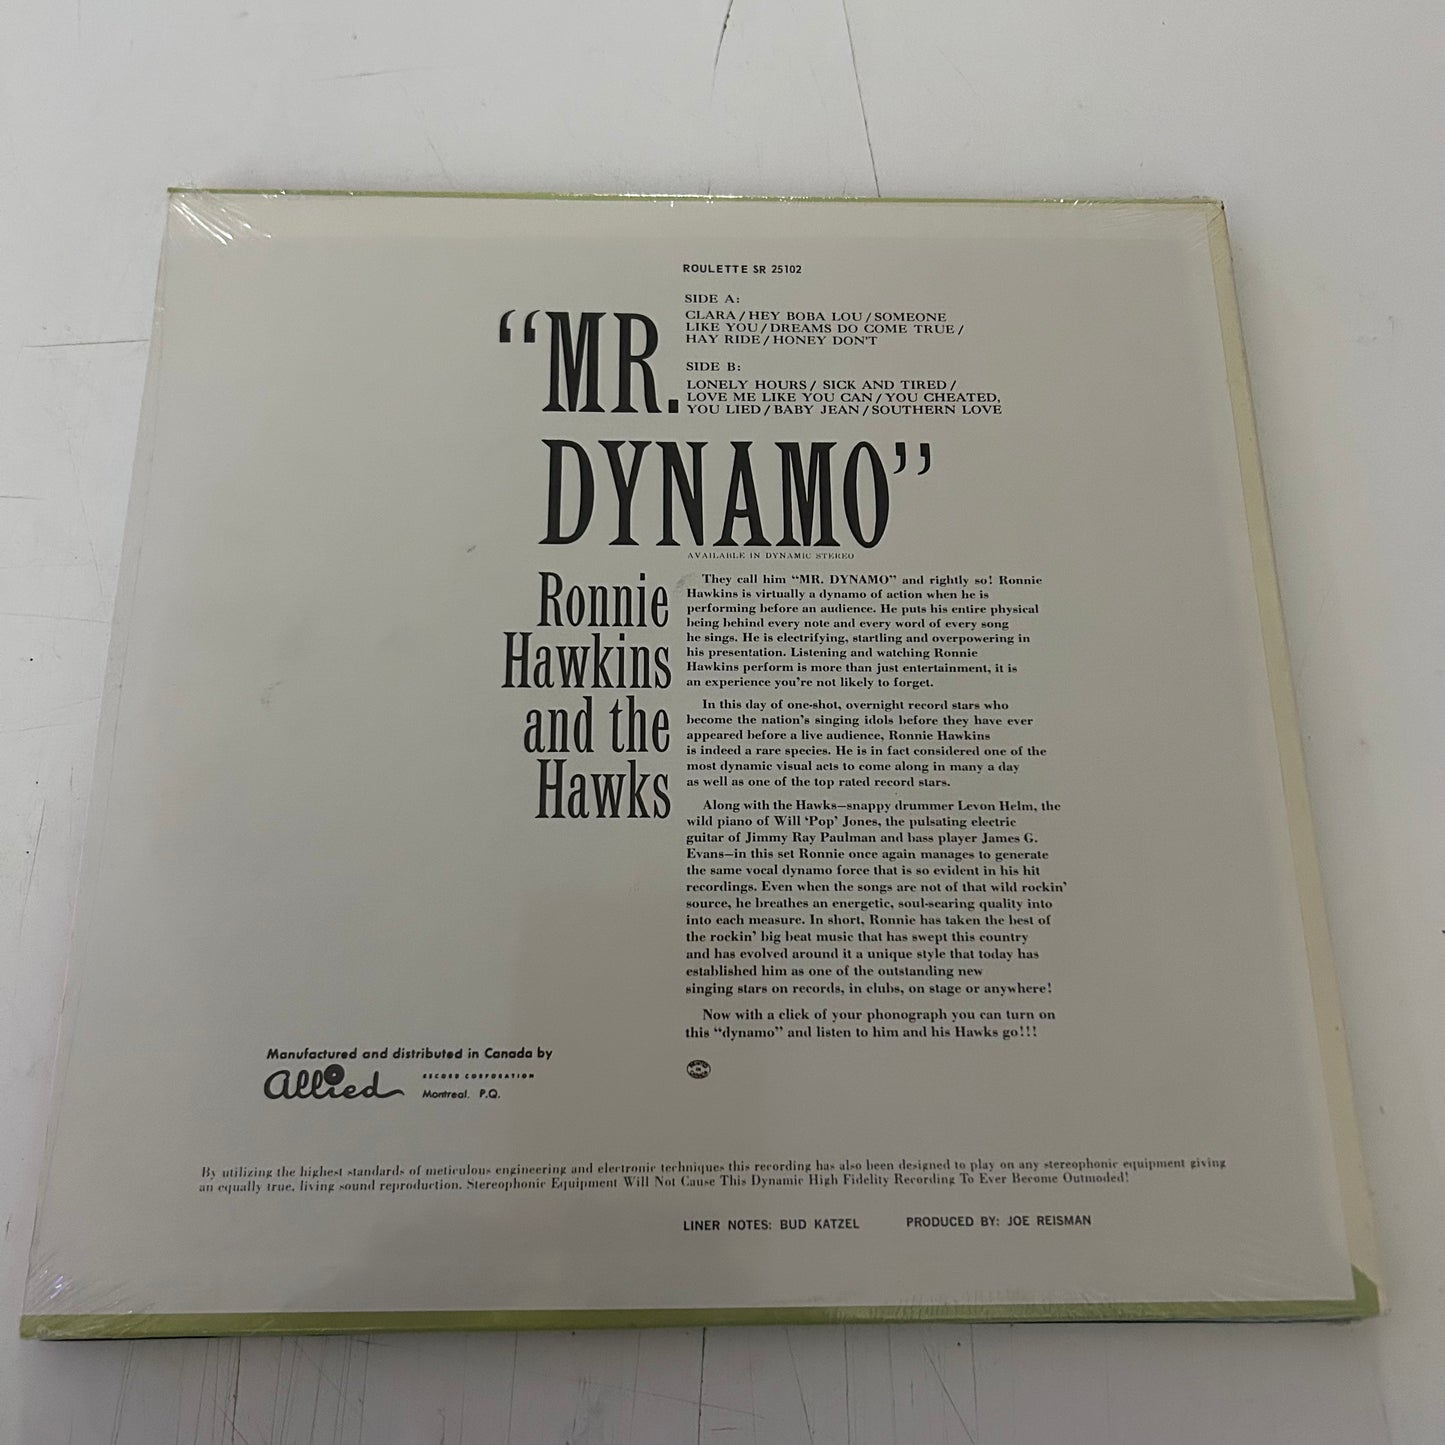 ROULETTE SR 25102
SIDE A:
CLARA / HEY BOBA LOU / SOMEONE
LIKE YOU / DREAMS DO COME TRUE /
HAY RIDE / HONEY DON'T
SIDE B:
LONELY HOURS / SICK AND TIRED /
LOVE ME LIKE YOU CAN / YOU CHEATED,
YOU LIED / BABY JEAN / SOUTHERN LOVE
“MR.
DYNAMO”
AVAILABLE IN DYNAMIC STEREO
Ronnie
Hawkins
and the
Hawks
They call him “MR. DYNAMO” and rightly so! Ronnie
Hawkins is virtually a dynamo of action when he is
performing before an audience. He puts his entire physical
being behind every note and every word of every song
he sings. He is electrifying, startling and overpowering in
his presentation. Listening and watching Ronnie
Hawkins perform is more than just entertainment, it is
an experience you’re not likely to forget.
In this day of one-shot, overnight record stars who
become the nation’s singing idols before they have ever
appeared before a live audience, Ronnie Hawkins
is indeed a rare species. He is in fact considered one of the
most dynamic visual acts to come along in many a day
as well as one of the top rated record stars.
Along with the Hawks—snappy drummer Levon Helm, the
wild piano of Will ‘Pop’ Jones, the pulsating electric
guitar of Jimmy Ray Paulman and bass player James G.
Evans—in this set Ronnie once again manages to generate
the same vocal dynamo force that is so evident in his hit
recordings. Even when the songs are not of that wild rockin’
source, he breathes an energetic, soul-searing quality into
into each measure. In short, Ronnie has taken the best of
the rockin’ big beat music that has swept this country
and has evolved around it a unique style that today has
established him as one of the outstanding new
singing stars on records, in clubs, on stage or anywhere!
Now with a click of your phonograph you can turn on
this “dynamo” and listen to him and his Hawks go!!!
Manufactured and distributed in Canada by
allied RECORD CORPORATION
Montreal. P.Q.
By utilizing the highest standards of meticulous engineering and electronic techniques this recording has also been designed to play on any stereophonic equipment giving
an equally true, living sound reproduction. Stereophonic Equipment Will Not Cause This Dynamic High Fidelity Recording To Ever Become Outmoded!
LINER NOTES: BUD KATZEL PRODUCED BY: JOE REISMAN